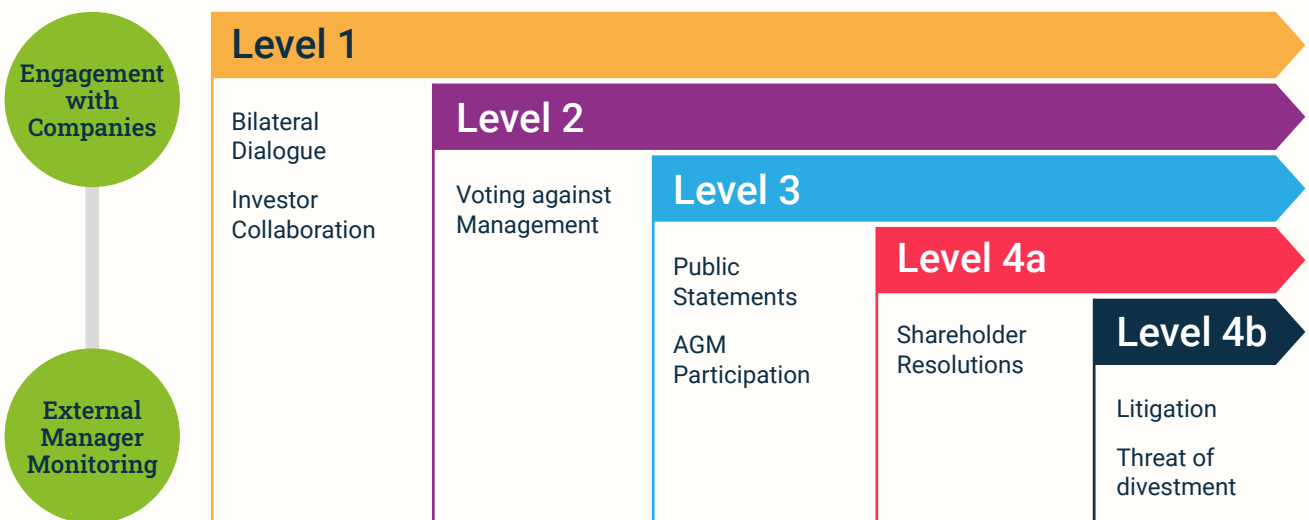 Engagement
with
Companies
External
Manager
Monitoring
Level 1
Bilateral
Dialogue
Investor
Collaboration
Level 2
Voting against
Management
Level 3
Public
Statements
AGM
Participation
Level 4a
Shareholder
Resolutions
Level 4b
Litigation
Threat of
divestment